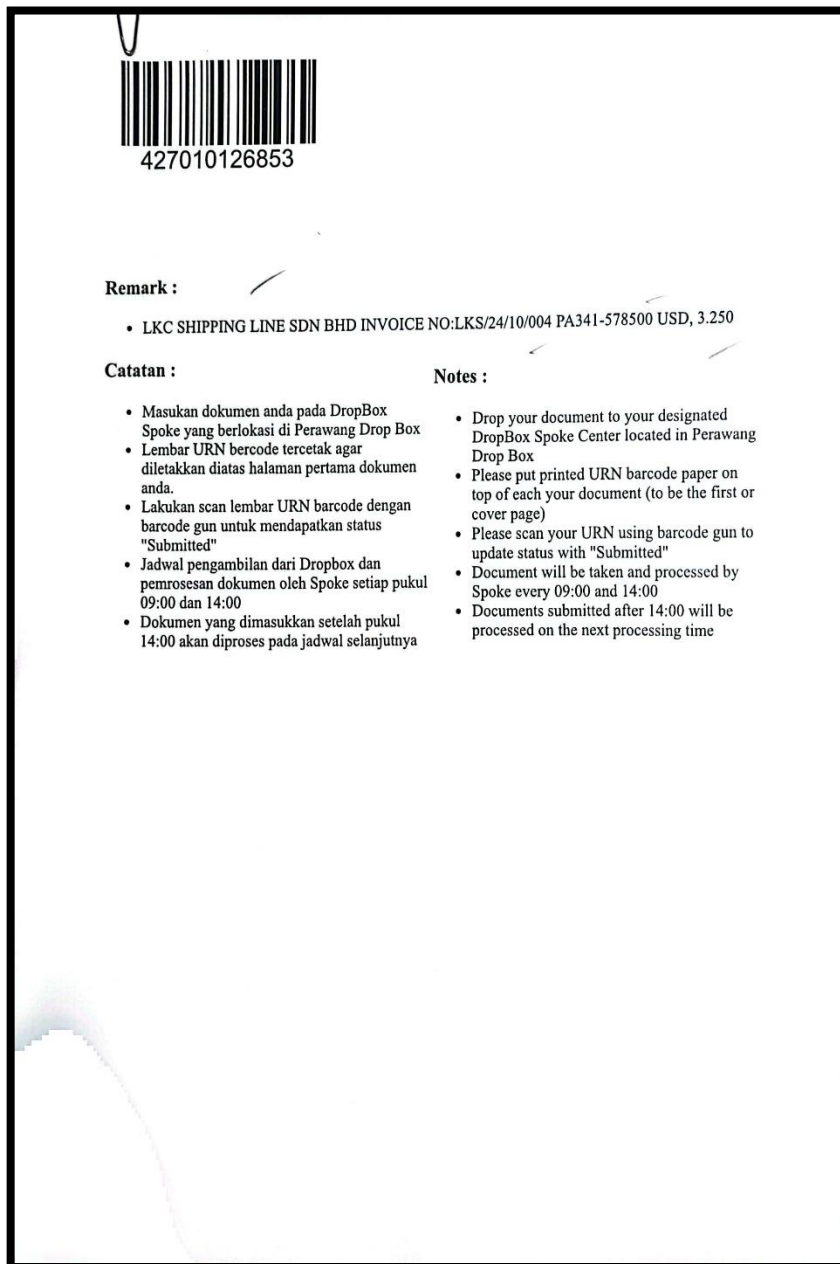 427010126853
Remark :
• LKC SHIPPING LINE SDN BHD INVOICE NO:LKS/24/10/004 PA341-578500 USD, 3.250
Catatan :
• Masukan dokumen anda pada DropBox
Spoke yang berlokasi di Perawang Drop Box
• Lembar URN bercode tercetak agar
diletakkan diatas halaman pertama dokumen
anda.
• Lakukan scan lembar URN barcode dengan
barcode gun untuk mendapatkan status
"Submitted"
• Jadwal pengambilan dari Dropbox dan
pemrosesan dokumen oleh Spoke setiap pukul
09:00 dan 14:00
• Dokumen yang dimasukkan setelah pukul
14:00 akan diproses pada jadwal selanjutnya
Notes :
• Drop your document to your designated
DropBox Spoke Center located in Perawang
Drop Box
• Please put printed URN barcode paper on
top of each your document (to be the first or
cover page)
• Please scan your URN using barcode gun to
update status with "Submitted"
• Document will be taken and processed by
Spoke every 09:00 and 14:00
• Documents submitted after 14:00 will be
processed on the next processing time